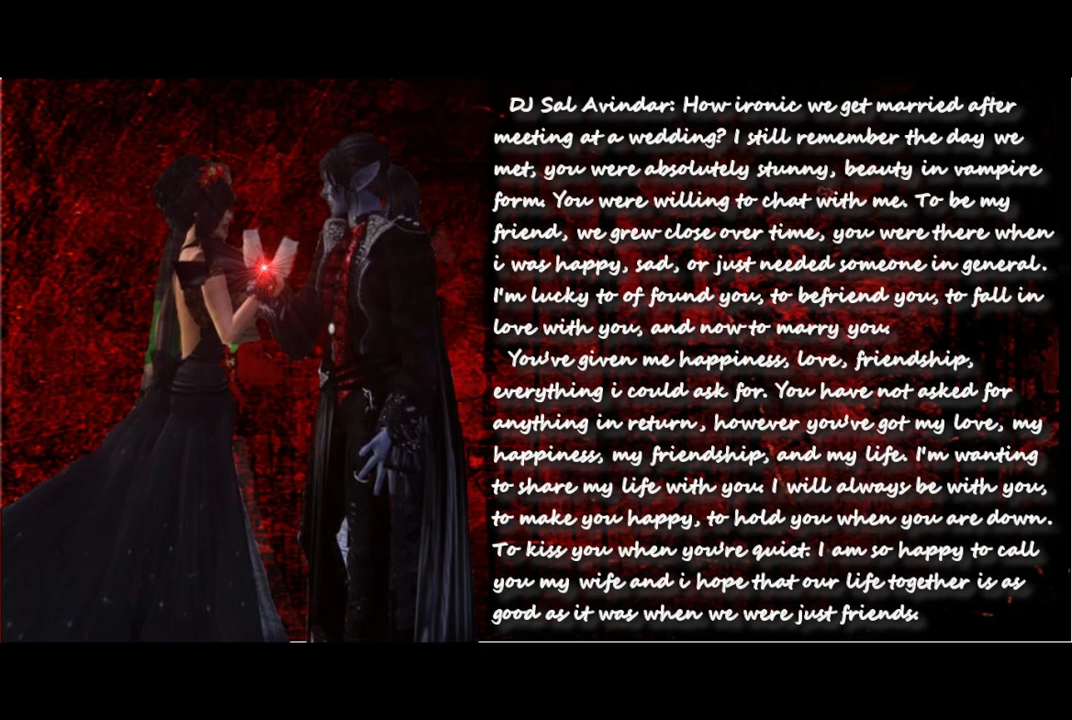 DJ Sal Avindar: How ironic we get married after
meeting at a wedding? I still remember the day we
met, you were absolutely stunny, beauty in vampire
form. You were willing to chat with me. To be my
friend, we grew close over time, you were there when
i was happy, sad, or just needed someone in general.
I'm lucky to of found you, to befriend you, to fall in
love with you, and now to marry you.
You've given me happiness, love, friendship,
everything i could ask for. You have not asked for
anything in return, however you've got my love, my
happiness, my friendship, and my life. I'm wanting
to share my life with you. I will always be with you,
to make you happy, to hold you when you are down.
To kiss you when you're quiet. I am so happy to call
you my wife and i hope that our life together is as
good as it was when we were just friends.